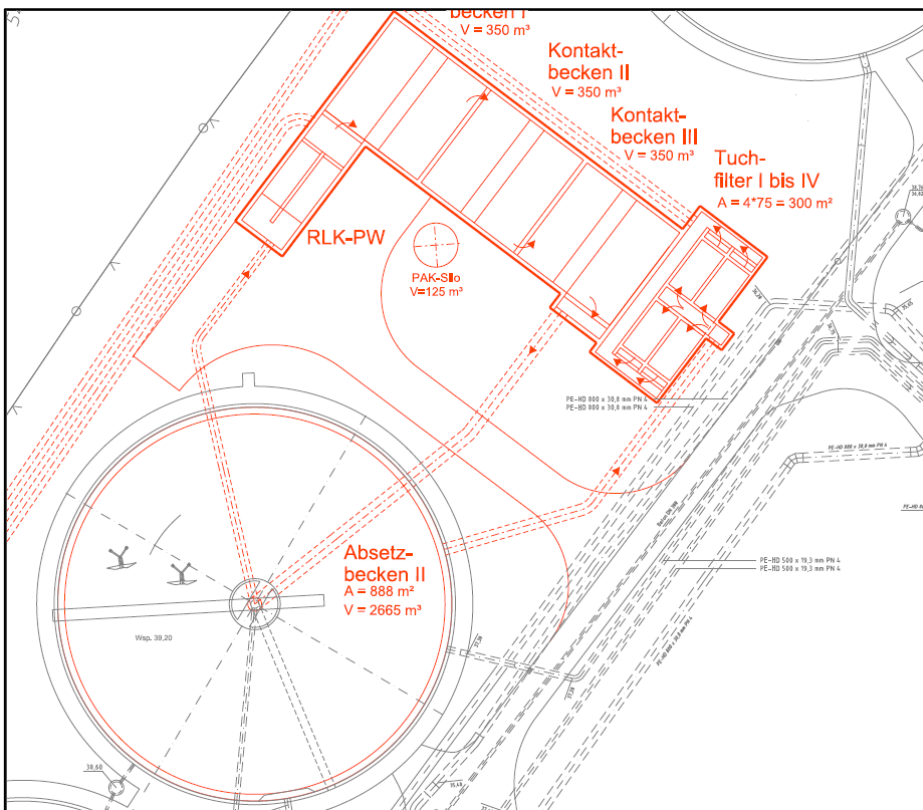 becken I
V = 350 m³
Kontakt-
becken II
V = 350 m³
Kontakt-
becken III
V = 350 m³
Tuch-
filter I bis IV
A = 4*75 = 300 m²
RLK-PW
PAK-Silo
V=125 m³
PE-HD 800 x 30,8 mm PN 4
PE-HD 800 x 30,8 mm PN 4
Absetz-
becken II
A = 888 m²
V = 2665 m³
PE-HD 500 x 19,3 mm PN 4
PE-HD 500 x 19,3 mm PN 4
Wsp. 39,20
38,60